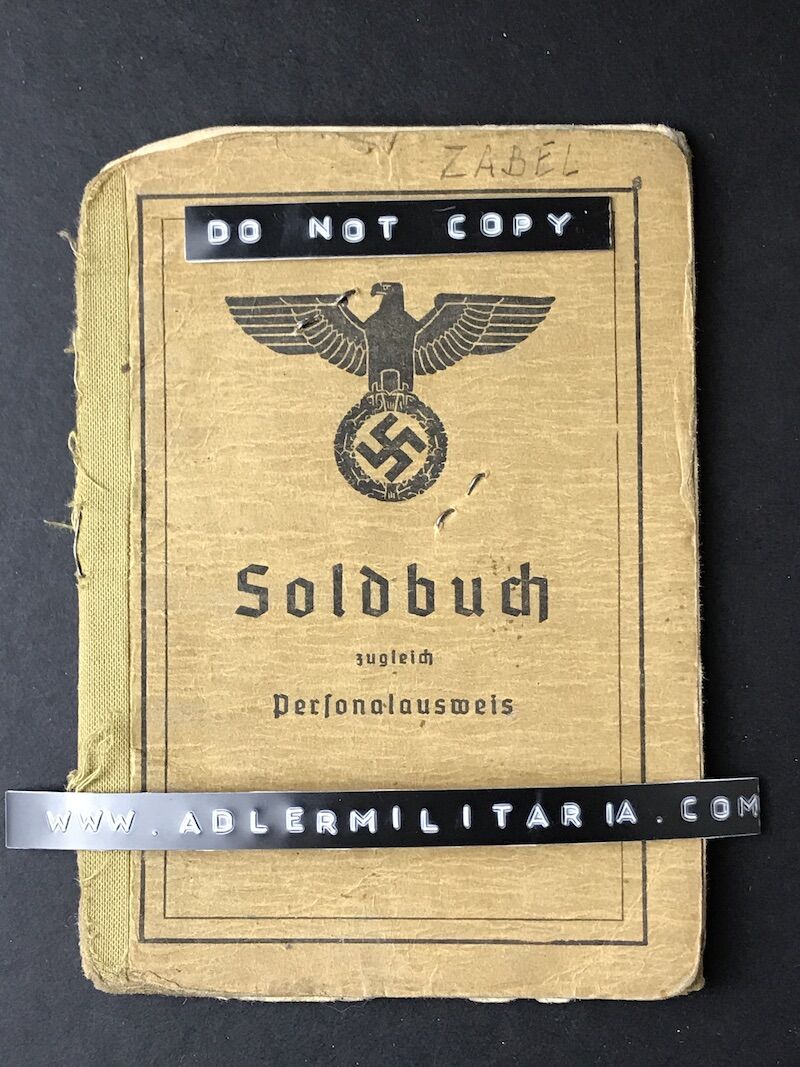 ZABEL
DO NOT COPY
Soldbuch
zugleich
Perſonalausweis
WWW.ADLERMILITARIA.COM